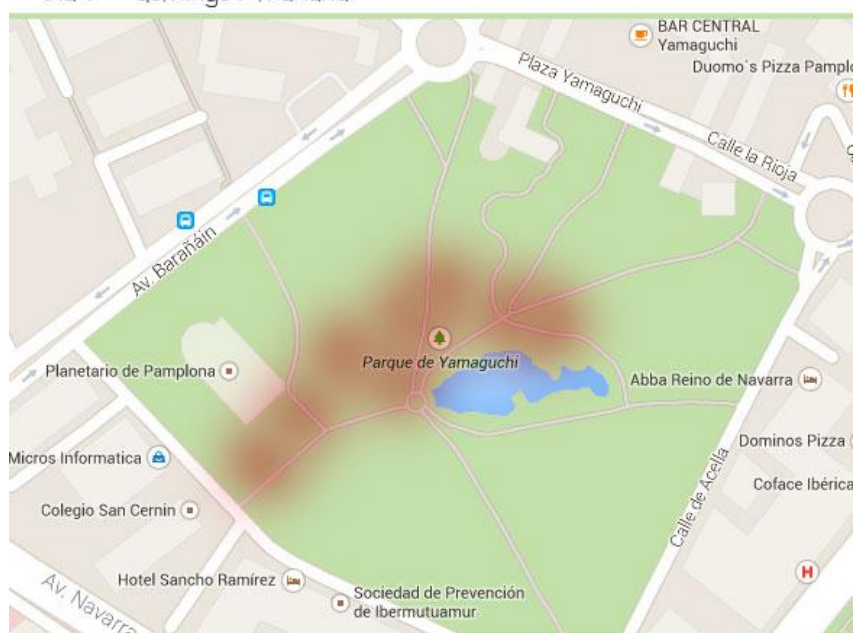 BAR CENTRAL
Yamaguchi
Duomo's Pizza Pamplo
Plaza Yamaguchi
Calle la Rioja
Av. Barañáin
Parque de Yamaguchi
Planetario de Pamplona
Abba Reino de Navarra
Micros Informatica
Dominos Pizza
Calle de Acella
Coface Ibérica
Colegio San Cernin
H
Hotel Sancho Ramírez
Sociedad de Prevención
de Ibermutuamur
Av. Navarra